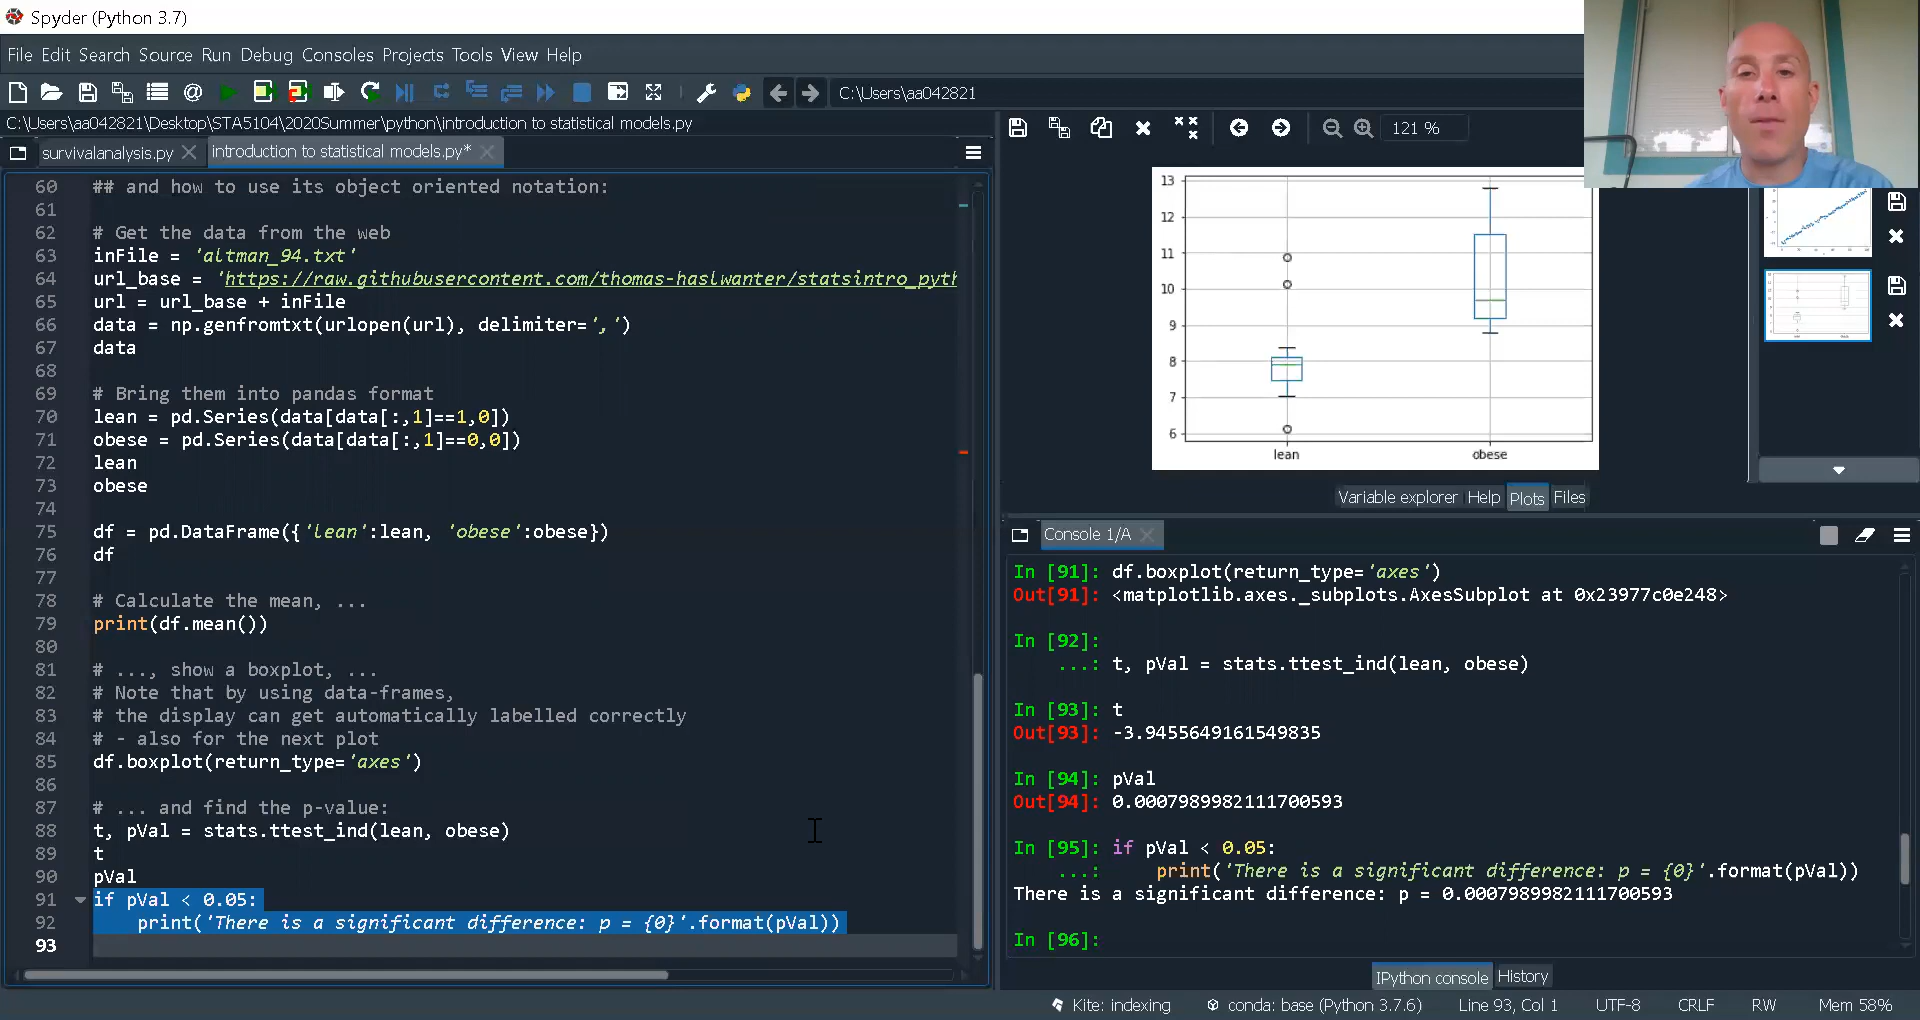 Spyder (Python 3.7)
File Edit Search Source Run Debug Consoles Projects Tools View Help
C:\Users\aa042821
C:\Users\aa042821\Desktop\STA5104\2020Summer\python\introduction to statistical models.py
survivalanalysis.py
introduction to statistical models.py*
60 ## and how to use its object oriented notation:
61
62 # Get the data from the web
63 inFile = 'altman_94.txt'
64 url_base = 'https://raw.githubusercontent.com/thomas-haslwanter/statsintro_pyth
65 url = url_base + inFile
66 data = np.genfromtxt(urlopen(url), delimiter=',')
67 data
68
69 # Bring them into pandas format
70 lean = pd.Series(data[data[:,1]==1,0])
71 obese = pd.Series(data[data[:,1]==0,0])
72 lean
73 obese
74
75 df = pd.DataFrame({'lean':lean, 'obese':obese})
76 df
77
78 # Calculate the mean, ...
79 print(df.mean())
80
81 # ..., show a boxplot, ...
82 # Note that by using data-frames,
83 # the display can get automatically labelled correctly
84 # - also for the next plot
85 df.boxplot(return_type='axes')
86
87 # ... and find the p-value:
88 t, pVal = stats.ttest_ind(lean, obese)
89 t
90 pVal
91 if pVal < 0.05:
92 print('There is a significant difference: p = {0}'.format(pVal))
93
121 %
13
12
11
10
9
8
7
6
lean obese
Variable explorer Help Plots Files
Console 1/A
In [91]: df.boxplot(return_type='axes')
Out[91]: <matplotlib.axes._subplots.AxesSubplot at 0x23977c0e248>
In [92]:
...: t, pVal = stats.ttest_ind(lean, obese)
In [93]: t
Out[93]: -3.9455649161549835
In [94]: pVal
Out[94]: 0.0007989982111700593
In [95]: if pVal < 0.05:
...: print('There is a significant difference: p = {0}'.format(pVal))
There is a significant difference: p = 0.0007989982111700593
In [96]:
IPython console History
Kite: indexing conda: base (Python 3.7.6) Line 93, Col 1 UTF-8 CRLF RW Mem 58%